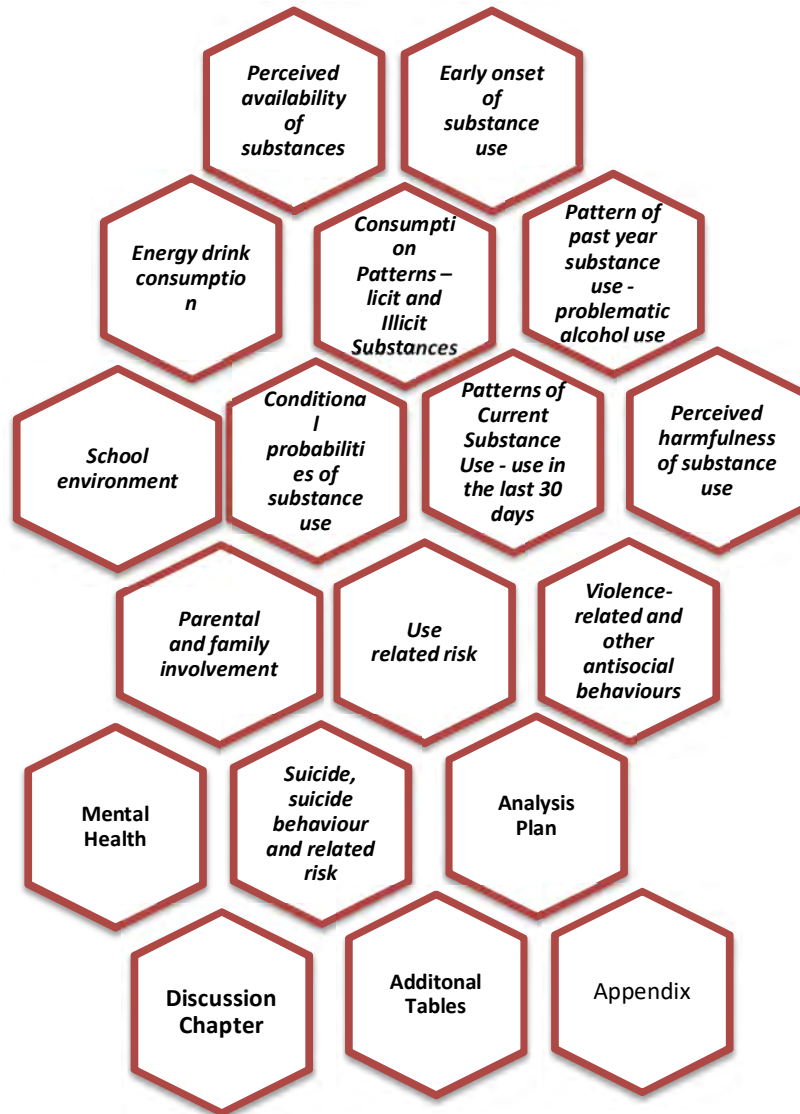 Perceived
availability
of
substances
Early onset
of
substance
use
Energy drink
consumptio
n
Consumpti
on
Patterns –
licit and
Illicit
Substances
Pattern of
past year
substance
use -
problematic
alcohol use
School
environment
Conditiona
l
probabiliti
es of
substance
use
Patterns of
Current
Substance
Use - use in
the last 30
days
Perceived
harmfulness
of substance
use
Parental
and family
involvement
Use
related risk
Violence-
related and
other
antisocial
behaviours
Mental
Health
Suicide,
suicide
behaviour
and related
risk
Analysis
Plan
Discussion
Chapter
Additonal
Tables
Appendix